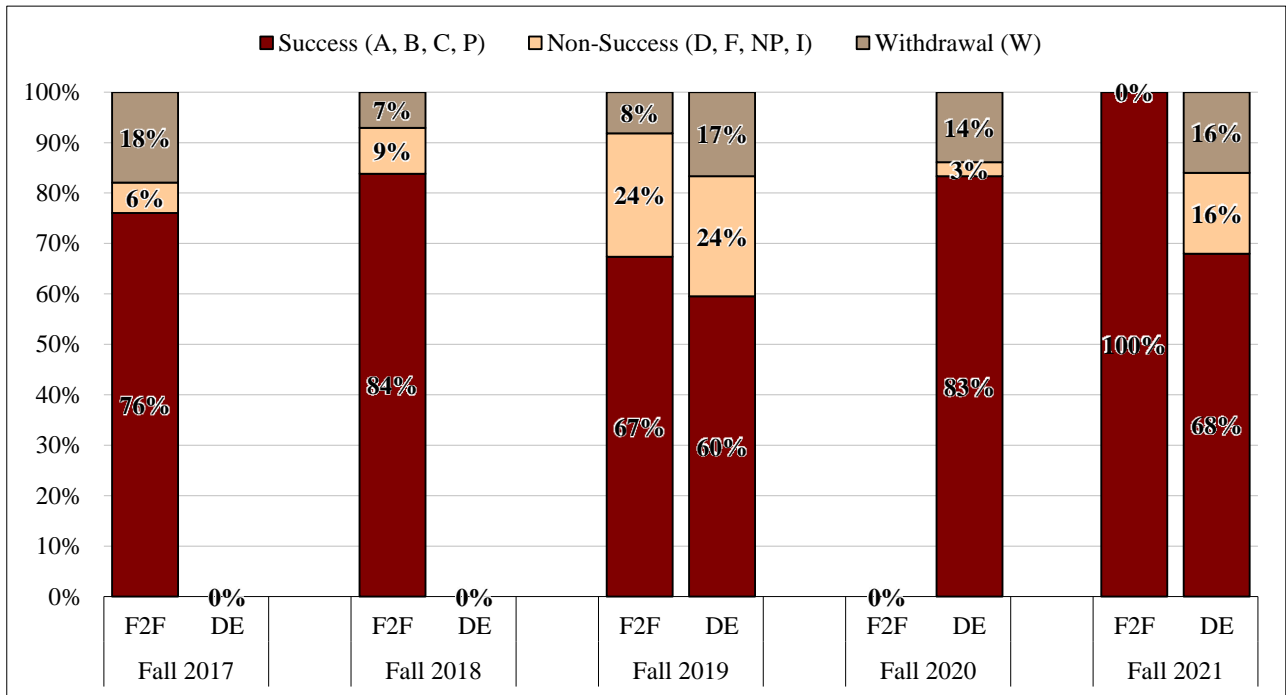 Success (A, B, C, P) Non-Success (D, F, NP, I) Withdrawal (W)
100% 0%
18% 7% 8% 17% 14% 16%
90%
6% 9% 24% 24% 3% 16%
80%
70%
60%
50% 100%
76% 84% 67% 60% 83% 68%
40%
30%
20%
10%
0% 0% 0% 0%
F2F DE F2F DE F2F DE F2F DE F2F DE
Fall 2017 Fall 2018 Fall 2019 Fall 2020 Fall 2021